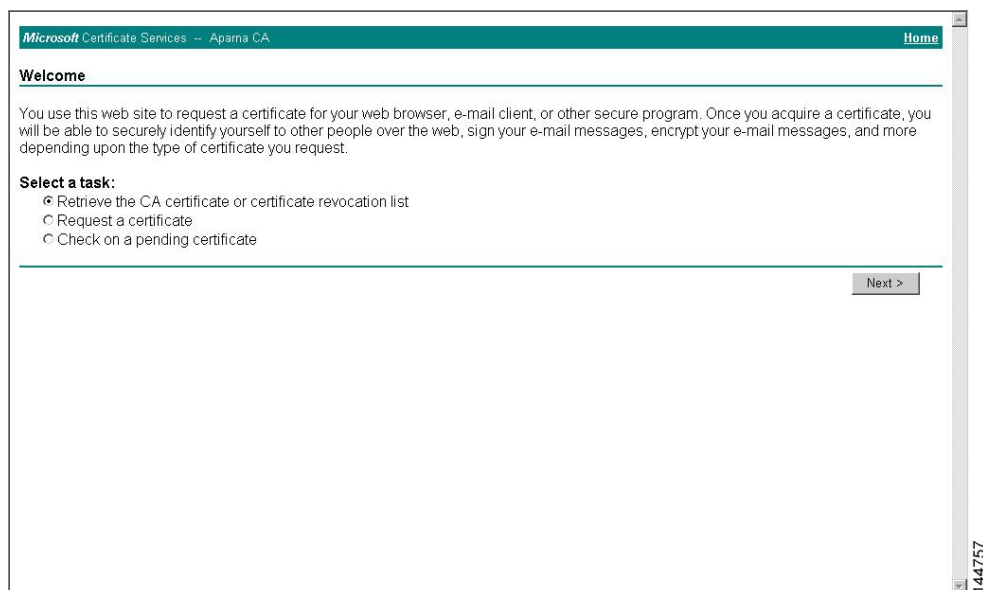 Microsoft Certificate Services -- Aparna CA Home
Welcome
You use this web site to request a certificate for your web browser, e-mail client, or other secure program. Once you acquire a certificate, you
will be able to securely identify yourself to other people over the web, sign your e-mail messages, encrypt your e-mail messages, and more
depending upon the type of certificate you request.
Select a task:
Retrieve the CA certificate or certificate revocation list
Request a certificate
Check on a pending certificate
Next >
144757